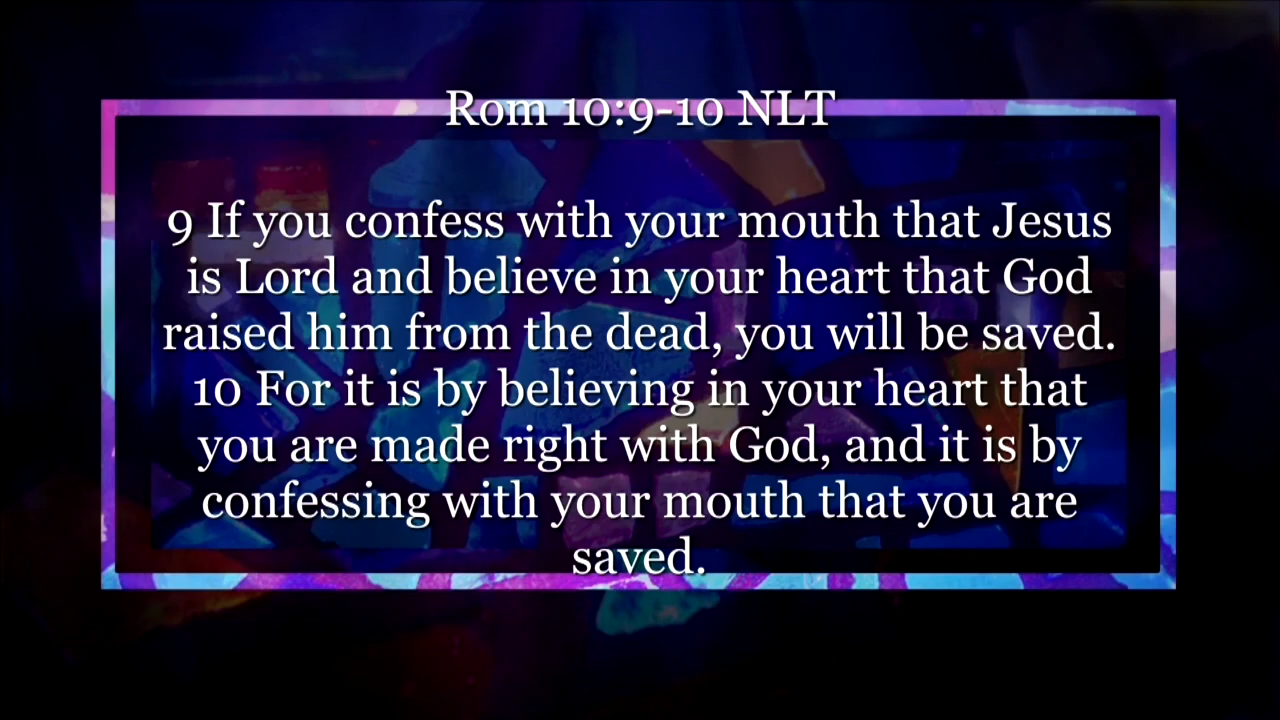 Rom 10:9-10 NLT
9 If you confess with your mouth that Jesus
is Lord and believe in your heart that God
raised him from the dead, you will be saved.
10 For it is by believing in your heart that
you are made right with God, and it is by
confessing with your mouth that you are
saved.